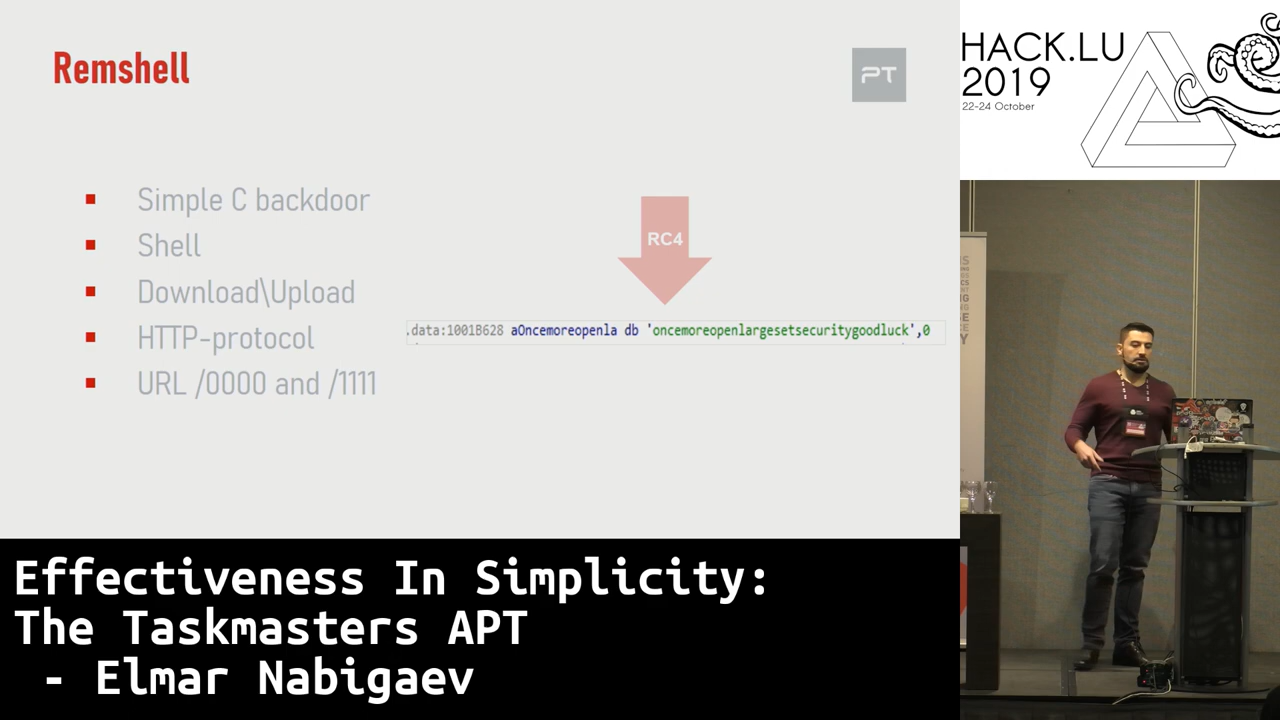 Remshell
PT
HACK.LU
2019
22-24 October
Simple C backdoor
Shell
Download\Upload
HTTP-protocol
URL /0000 and /1111
RC4
.data:1001B628 aOncemoreopenla db 'oncemoreopenlargesetsecuritygoodluck',0
Effectiveness In Simplicity:
The Taskmasters APT
- Elmar Nabigaev